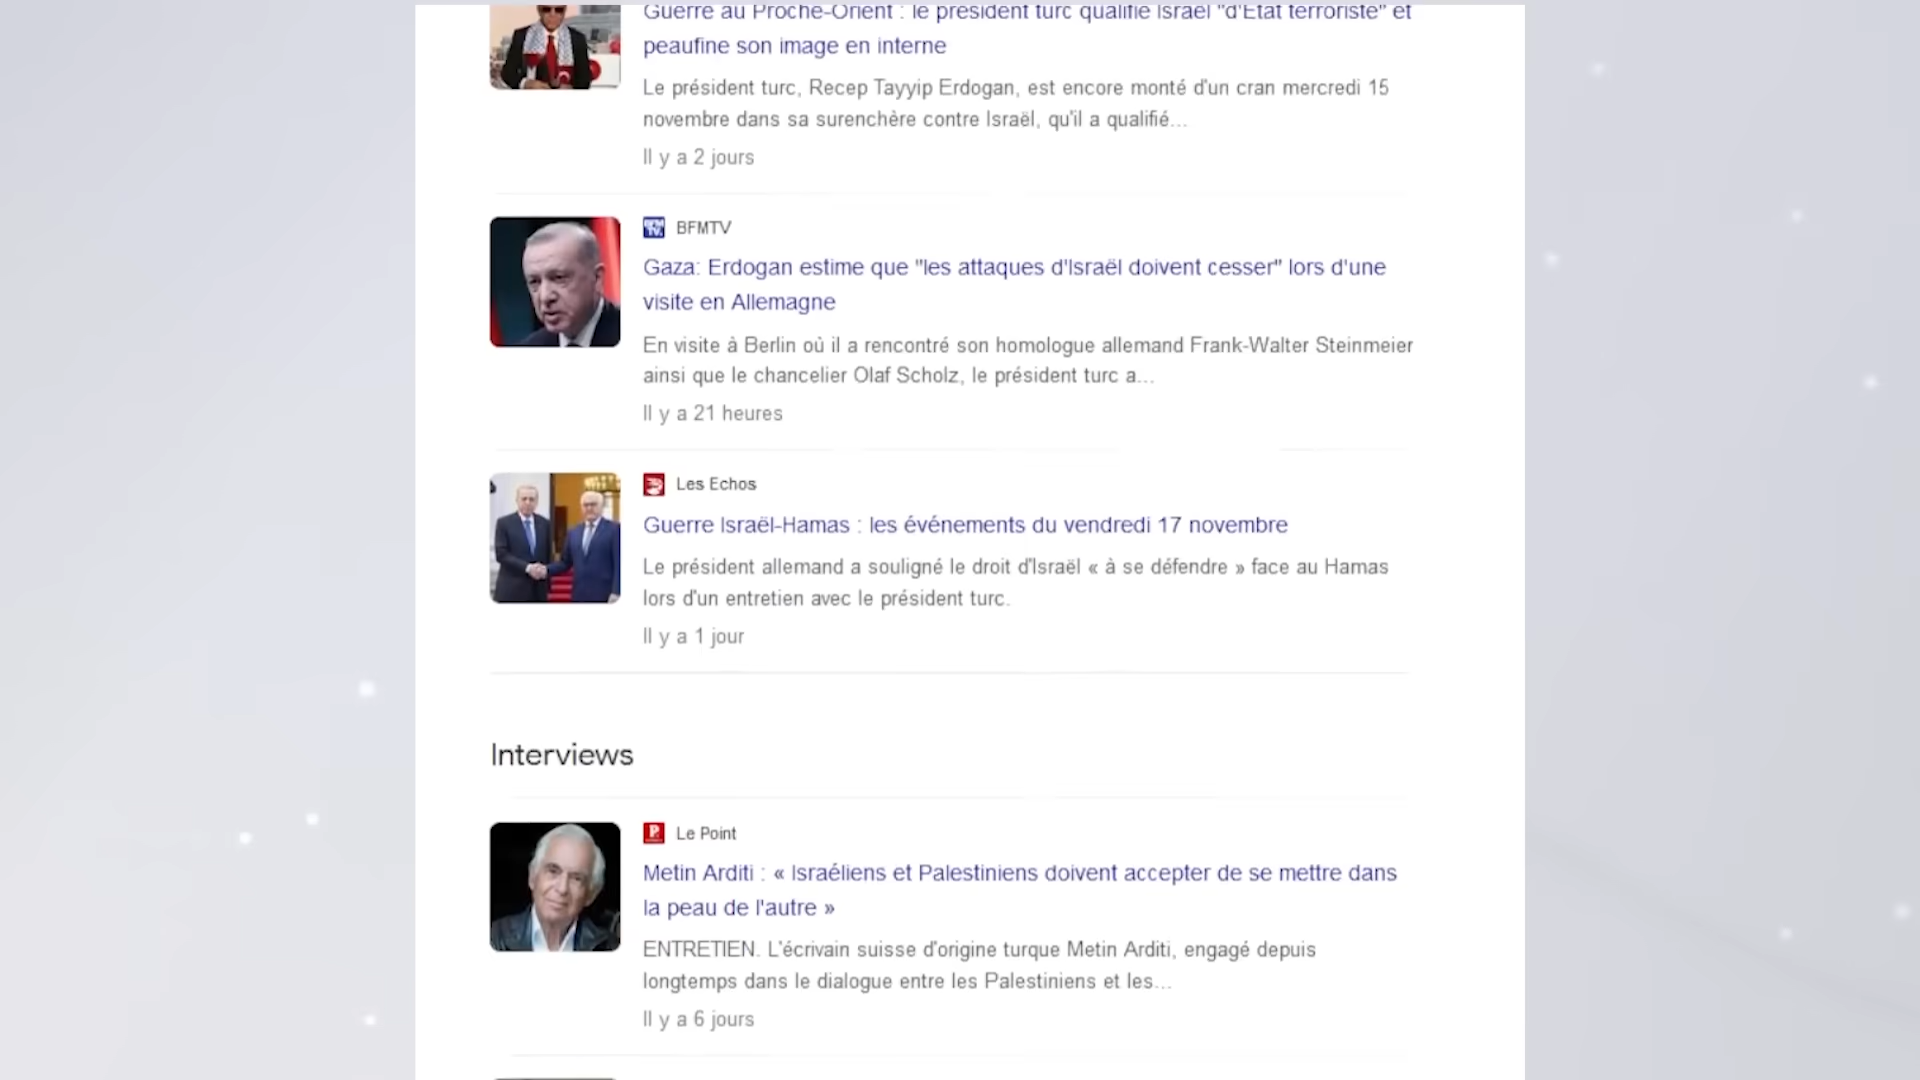 Guerre au Proche-Orient : le président turc qualifie Israël "d'Etat terroriste" et
peaufine son image en interne
Le président turc, Recep Tayyip Erdogan, est encore monté d'un cran mercredi 15
novembre dans sa surenchère contre Israël, qu'il a qualifié...
Il y a 2 jours
BFM
TV.
BFMTV
Gaza: Erdogan estime que "les attaques d'Israël doivent cesser" lors d'une
visite en Allemagne
En visite à Berlin où il a rencontré son homologue allemand Frank-Walter Steinmeier
ainsi que le chancelier Olaf Scholz, le président turc a...
Il y a 21 heures
Les Echos
Guerre Israël-Hamas : les événements du vendredi 17 novembre
Le président allemand a souligné le droit d'Israël « à se défendre » face au Hamas
lors d'un entretien avec le président turc.
Il y a 1 jour
Interviews
P
Le Point
Metin Arditi : « Israéliens et Palestiniens doivent accepter de se mettre dans
la peau de l'autre »
ENTRETIEN. L'écrivain suisse d'origine turque Metin Arditi, engagé depuis
longtemps dans le dialogue entre les Palestiniens et les...
Il y a 6 jours